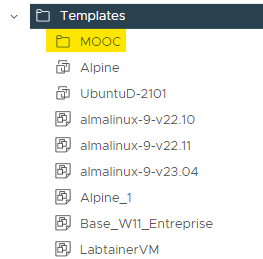 Templates
MOOC
Alpine
UbuntuD-2101
almalinux-9-v22.10
almalinux-9-v22.11
almalinux-9-v23.04
Alpine_1
Base_W11_Entreprise
LabtainerVM